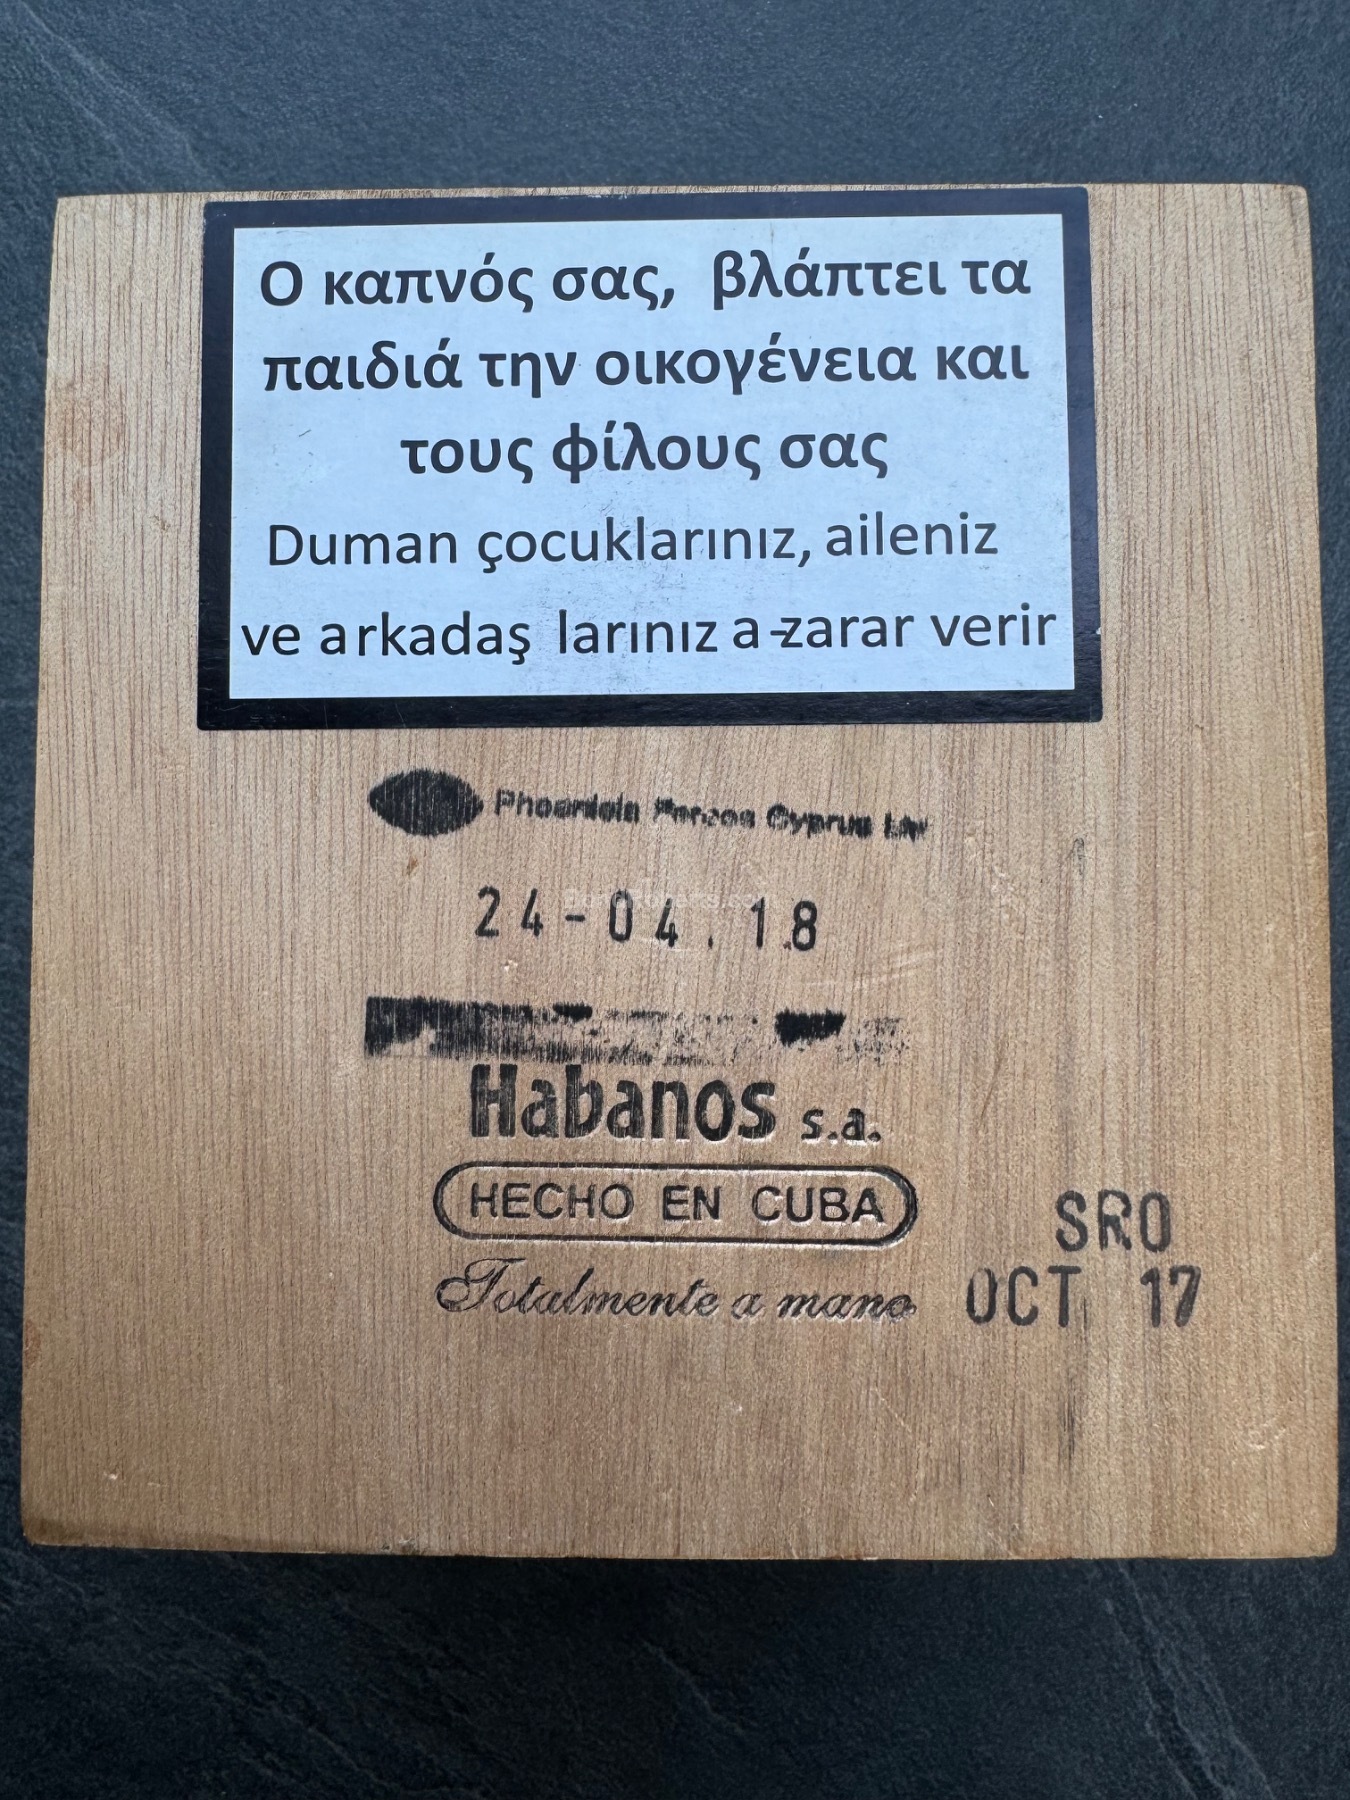 Ο καπνός σας, βλάπτει τα
παιδιά την οικογένεια και
τους φίλους σας
Duman çocuklarınız, aileniz
ve arkadaş larınız a-zarar verir
Cyprus
24-04.18
Habanos s.a.
HECHO EN CUBA
Totalmente a mano
SRO
OCT 17